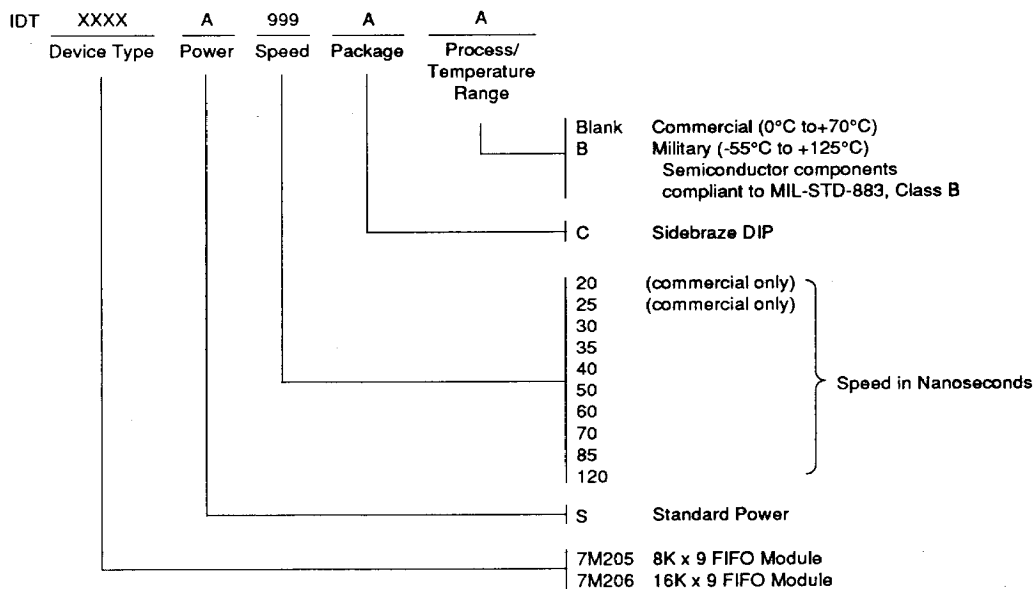 IDT XXXX A 999 A A
Device Type Power Speed Package Process/
Temperature
Range
Blank Commercial (0°C to+70°C)
B Military (-55°C to +125°C)
Semiconductor components
compliant to MIL-STD-883, Class B
C Sidebraze DIP
20 (commercial only)
25 (commercial only)
30
35
40
50
60
70
85
120
Speed in Nanoseconds
S Standard Power
7M205 8K x 9 FIFO Module
7M206 16K x 9 FIFO Module